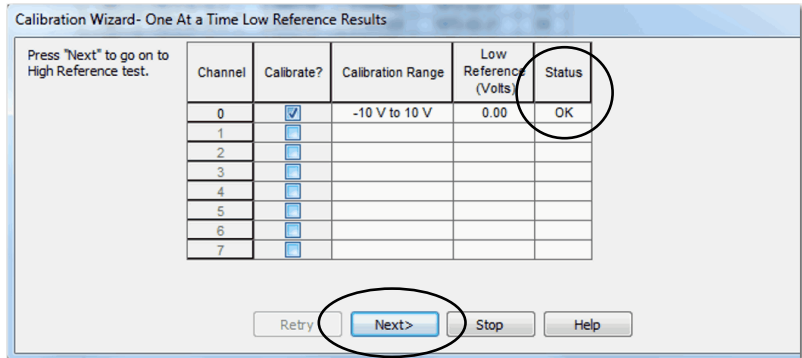 Calibration Wizard- One At a Time Low Reference Results
Press "Next" to go on to
High Reference test.
Channel Calibrate? Calibration Range Low Reference (Volts) Status
0 -10 V to 10 V 0.00 OK
1
2
3
4
5
6
7
Retry Next> Stop Help